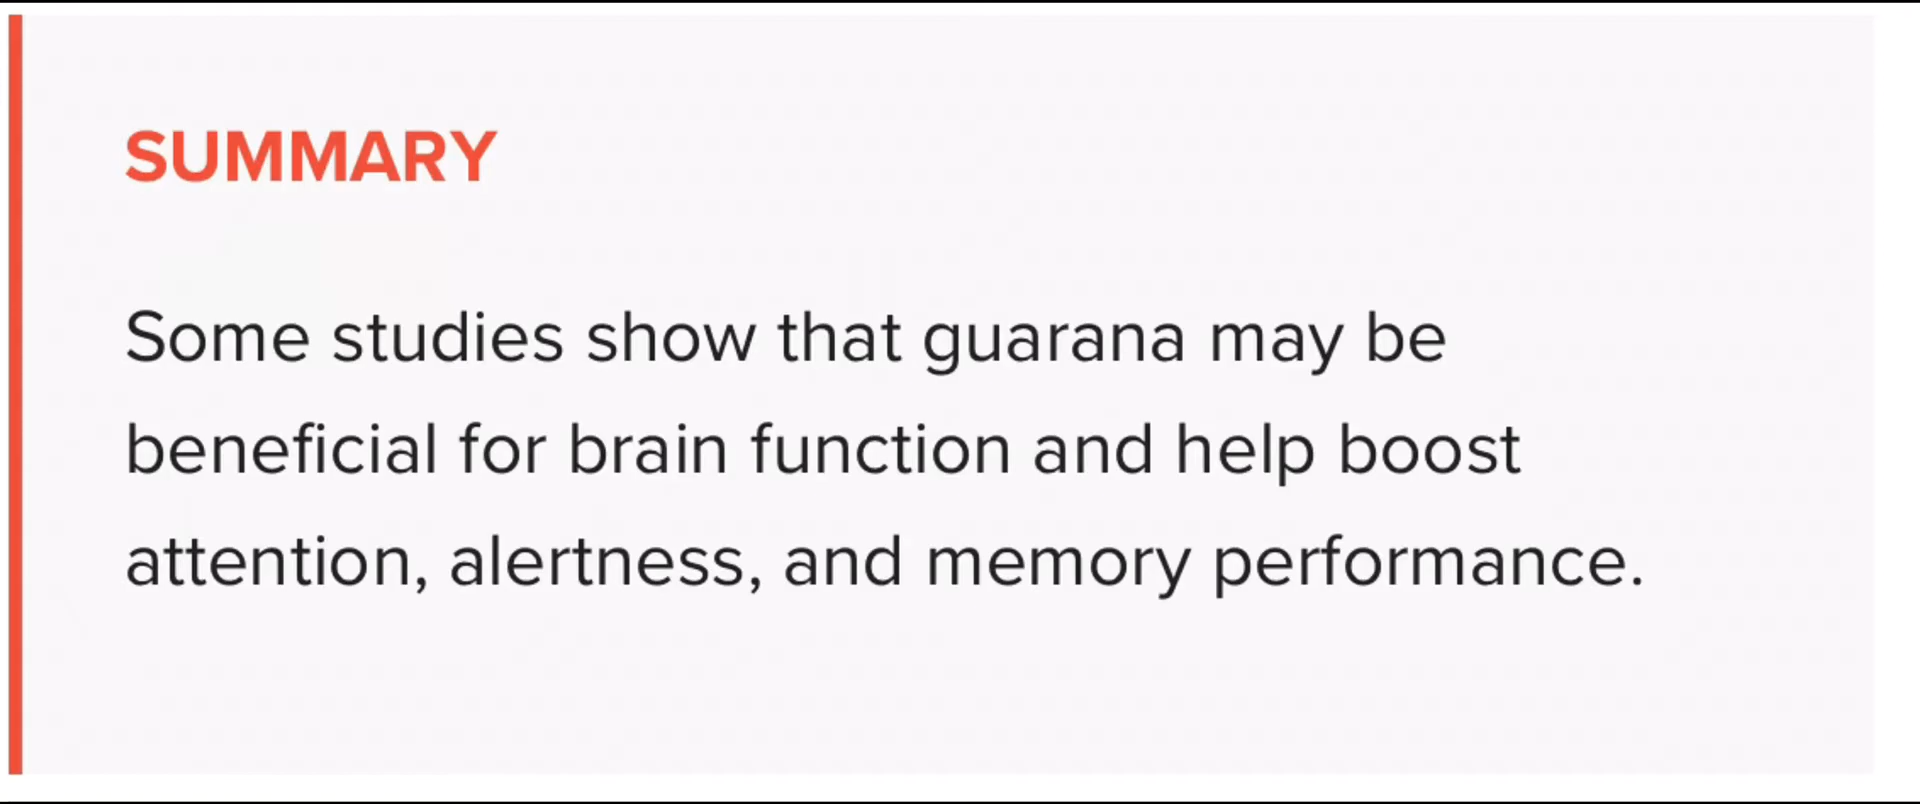 SUMMARY
Some studies show that guarana may be
beneficial for brain function and help boost
attention, alertness, and memory performance.